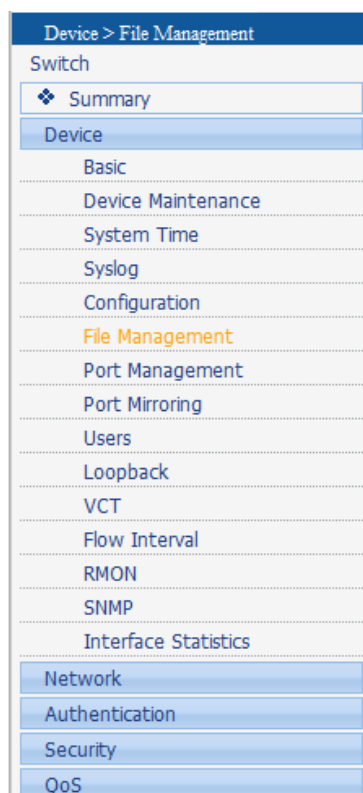 Device > File Management
Switch
Summary
Device
Basic
Device Maintenance
System Time
Syslog
Configuration
File Management
Port Management
Port Mirroring
Users
Loopback
VCT
Flow Interval
RMON
SNMP
Interface Statistics
Network
Authentication
Security
QoS